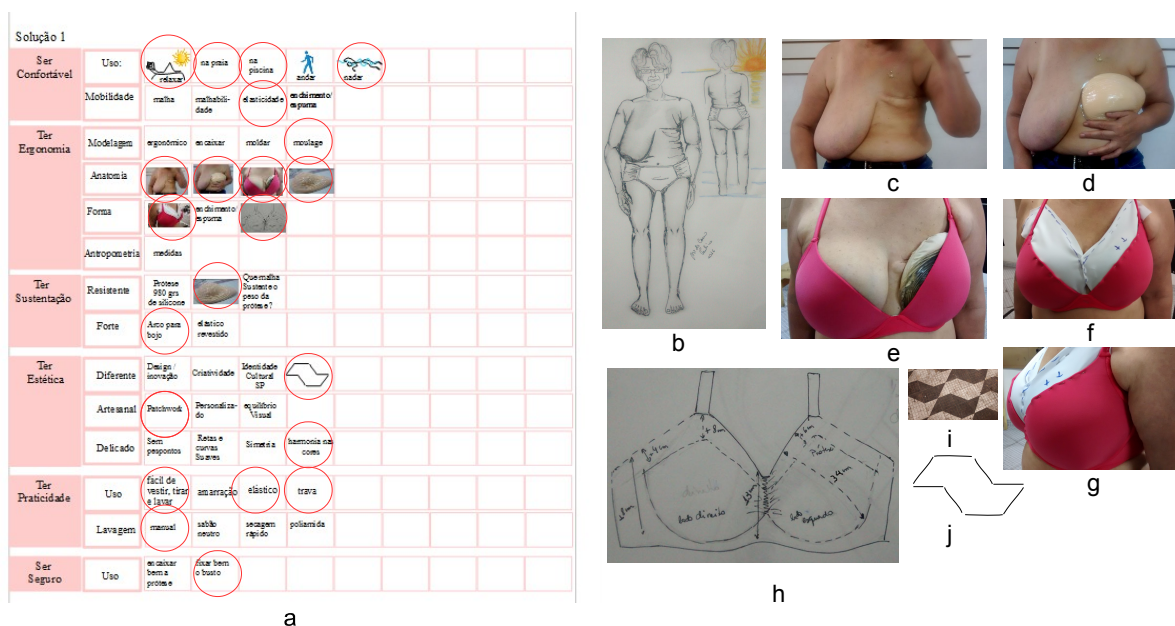 Solução 1
Ser
Confortável
Uso:
relaxar
na praia
na
piscina
andar
nadar
Mobilidade
malha
malhabili-
dade
elasticidade
enchimento/
espuma
Ter
Ergonomia
Modelagem
ergonômico
encaixar
moldar
moulage
Anatomia
Forma
enchimento/
espuma
Antropometria
medidas
Ter
Sustentação
Resistente
Prótese
980 grs
de silicone
Que malha
Sustente o
peso da
prótese?
Forte
Arco para
bojo
elástico
revestido
Ter
Estética
Diferente
Design /
inovação
Criatividade
Identidade
Cultural
SP
Artesanal
Patchwork
Personaliza-
do
equilíbrio
Visual
Delicado
Sem
pespontos
Retas e
curvas
Suaves
Simetria
harmonia nas
cores
Ter
Praticidade
Uso
fácil de
vestir, tirar
e lavar
amarração
elástico
trava
Lavagem
manual
sabão
neutro
secagem
rápido
poliamida
Ser
Seguro
Uso
encaixar
bem a
prótese
fixar bem
o busto
a
b
c
d
e
f
g
direito
lado direito
lado
esquerdo
h
i
j